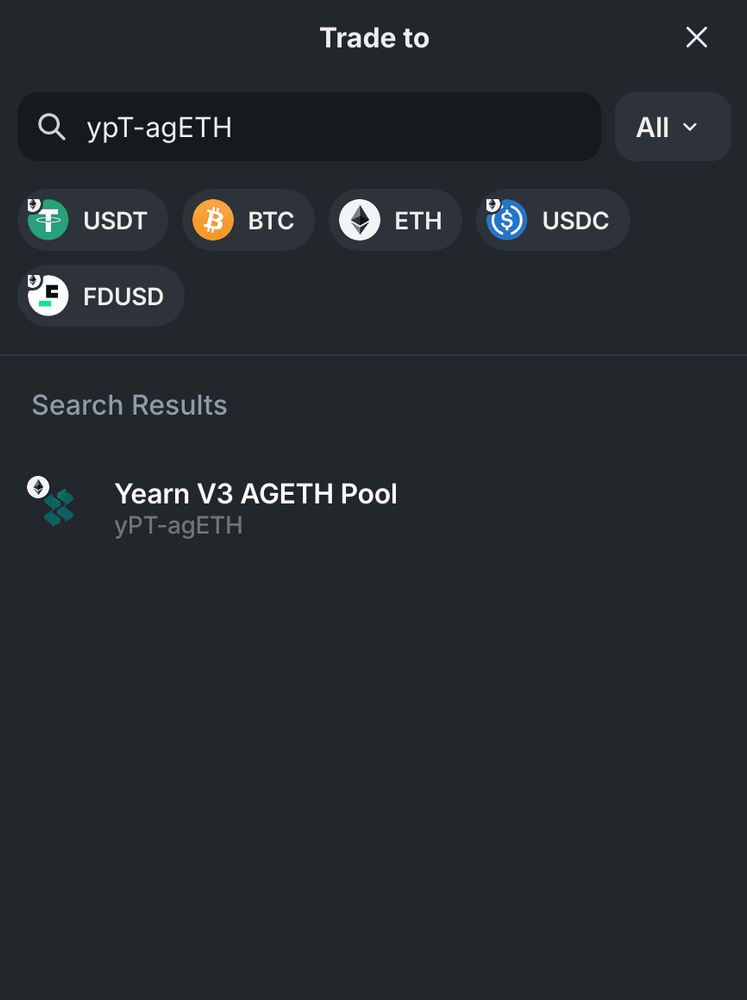 Trade to
ypT-agETH
All
USDT
BTC
ETH
USDC
FDUSD
Search Results
Yearn V3 AGETH Pool
yPT-agETH